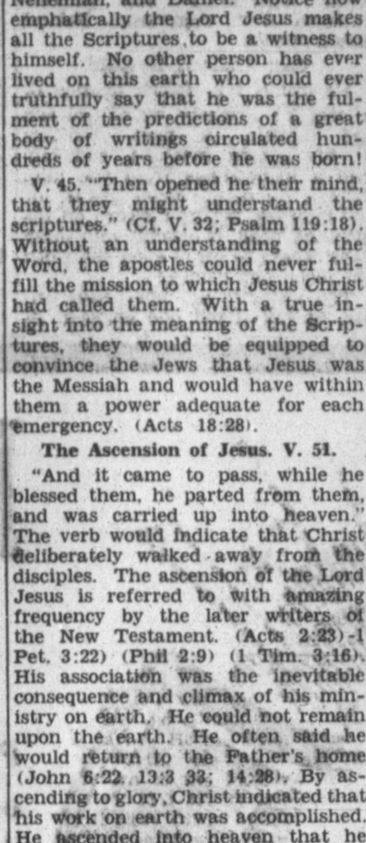 Nehemiah, and Daniel. Notice how
emphatically the Lord Jesus makes
all the Scriptures to be a witness to
himself. No other person has ever
lived on this earth who could ever
truthfully say that he was the ful-
ment of the predictions of a great
body of writings circulated hun-
dreds of years before he was born!
V. 45. "Then opened he their mind,
that they might understand the
scriptures." (Cf. V. 32; Psalm 119:18).
Without an understanding of the
Word, the apostles could never ful-
fill the mission to which Jesus Christ
had called them. With a true in-
sight into the meaning of the Scrip-
tures, they would be equipped to
convince the Jews that Jesus was
the Messiah and would have within
them a power adequate for each
emergency. (Acts 18:28).
The Ascension of Jesus. V. 51.
"And it came to pass, while he
blessed them, he parted from them,
and was carried up into heaven."
The verb would indicate that Christ
deliberately walked away from the
disciples. The ascension of the Lord
Jesus is referred to with amazing
frequency by the later writers of
the New Testament. (Acts 2:23)-1
Pet. 3:22) (Phil 2:9) (1 Tim. 3:16).
His association was the inevitable
consequence and climax of his min-
istry on earth. He could not remain
upon the earth. He often said he
would return to the Father's home
(John 6:22, 13:3 33; 14:28). By as-
cending to glory, Christ indicated that
his work on earth was accomplished.
He ascended into heaven that he